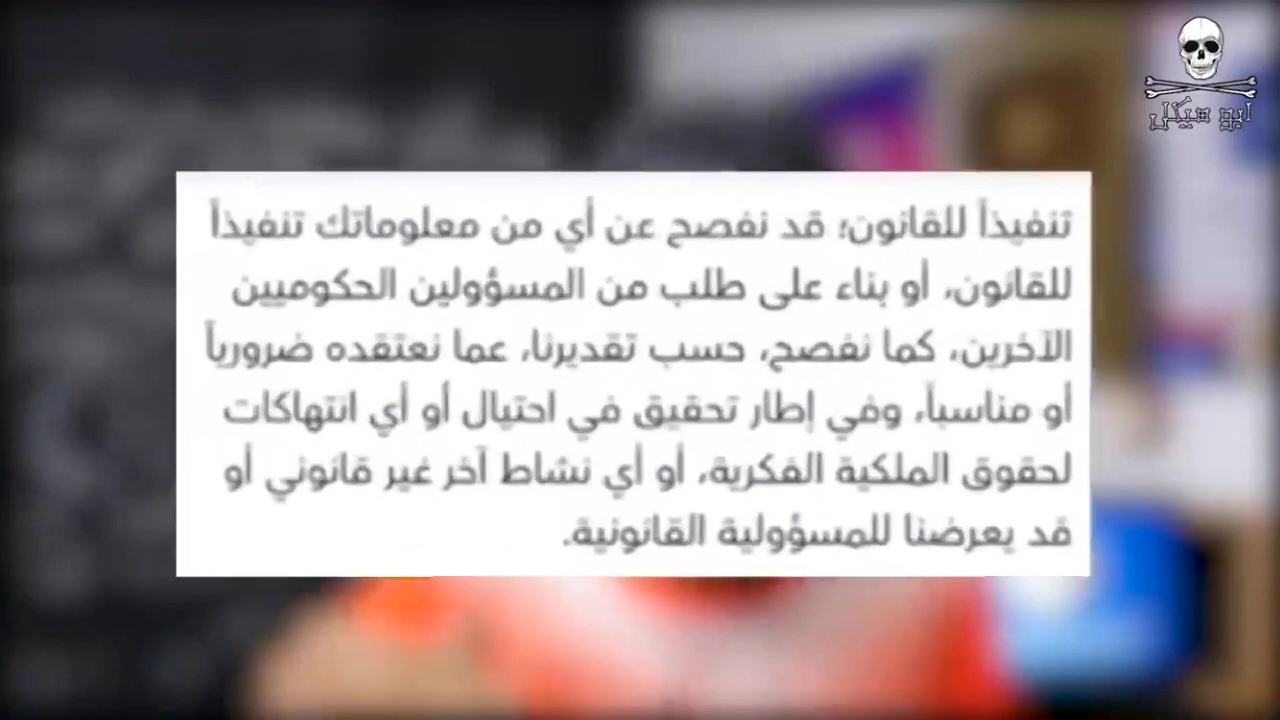 ابو هيكل
تنفيذاً للقانون؛ قد نفصح عن أي من معلوماتك تنفيذاً
للقانون، أو بناء على طلب من المسؤولين الحكوميين
الآخرين، كما نفصح، حسب تقديرنا، عما نعتقده ضرورياً
أو مناسباً، وفي إطار تحقيق في احتيال أو أي انتهاكات
لحقوق الملكية الفكرية، أو أي نشاط آخر غير قانوني أو
قد يعرضنا للمسؤولية القانونية.